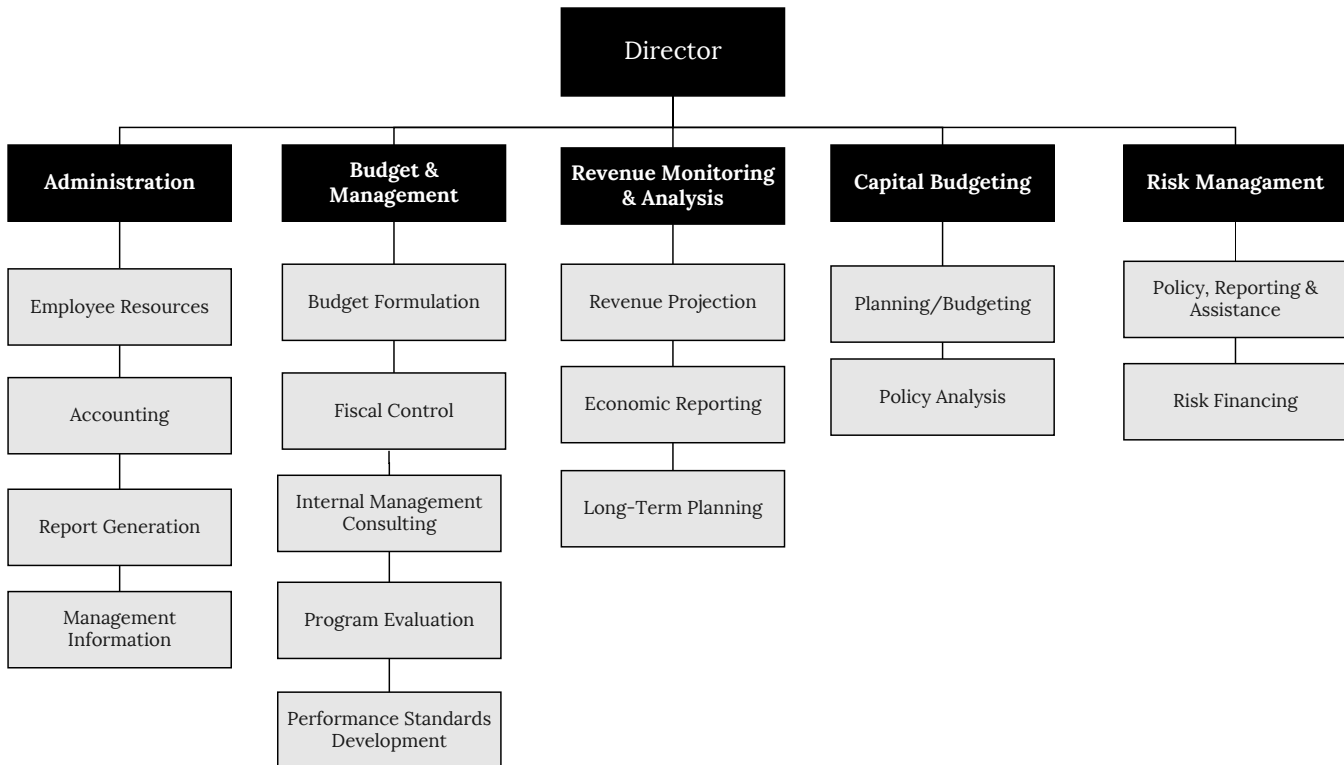 Director
Administration
Budget &
Management
Revenue Monitoring
& Analysis
Capital Budgeting
Risk Managament
Employee Resources
Accounting
Report Generation
Management
Information
Budget Formulation
Fiscal Control
Internal Management
Consulting
Program Evaluation
Performance Standards
Development
Revenue Projection
Economic Reporting
Long-Term Planning
Planning/Budgeting
Policy Analysis
Policy, Reporting &
Assistance
Risk Financing